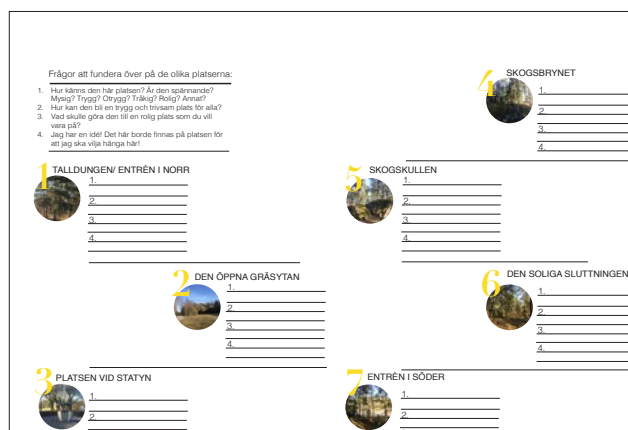 Frågor att fundera över på de olika platserna:
1. Hur känns den här platsen? Är den spännande?
Mysig? Trygg? Otrygg? Tråkig? Rolig? Annat?
2. Hur kan den bli en trygg och trivsam plats för alla?
3. Vad skulle göra den till en rolig plats som du vill
vara på?
4. Jag har en idé! Det här borde finnas på platsen för
att jag ska vilja hänga här!
1 TALLDUNGEN/ ENTRÈN I NORR
1.
2.
3.
4.
2 DEN ÖPPNA GRÄSYTAN
1.
2.
3.
4.
3 PLATSEN VID STATYN
1.
2.
4 SKOGSBRYNET
1.
2.
3.
4.
5 SKOGSKULLEN
1.
2.
3.
4.
6 DEN SOLIGA SLUTTNINGEN
1.
2.
3.
4.
7 ENTRÈN I SÖDER
1.
2.